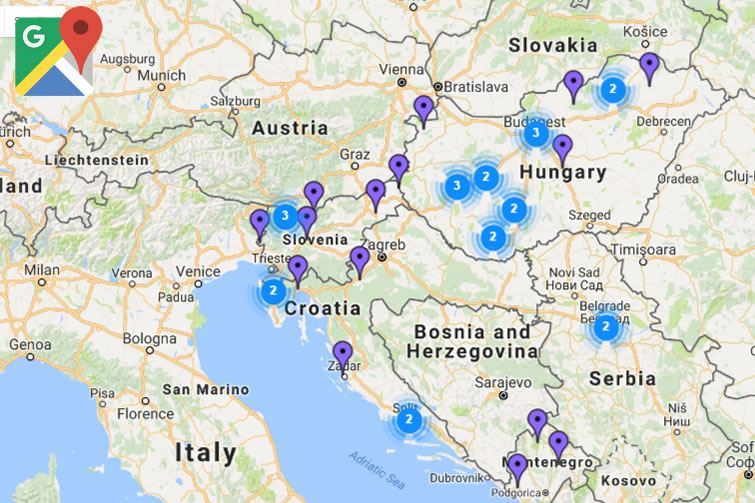 G
Slovakia
Košice
Vienna
Bratislava
Augsburg
Munich
Salzburg
Austria
Budapest
Debrecen
Liechtenstein
Graz
Hungary
Oradea
Cluj-
land
Szeged
Slovenia
Zagreb
Trieste
Timișoara
Milan
Verona
Venice
Padua
Novi Sad
Нови Сад
Croatia
Belgrade
Београд
Genoa
Bologna
Bosnia and
Herzegovina
San Marino
Zadar
Sarajevo
Serbia
Pisa
Florence
Split
Niš
Ниш
Italy
Adriatic Sea
Montenegro
Dubrovnik
Podgorica
Kosovo
Sof
Со
2
3
3
2
2
2
3
2
2
2